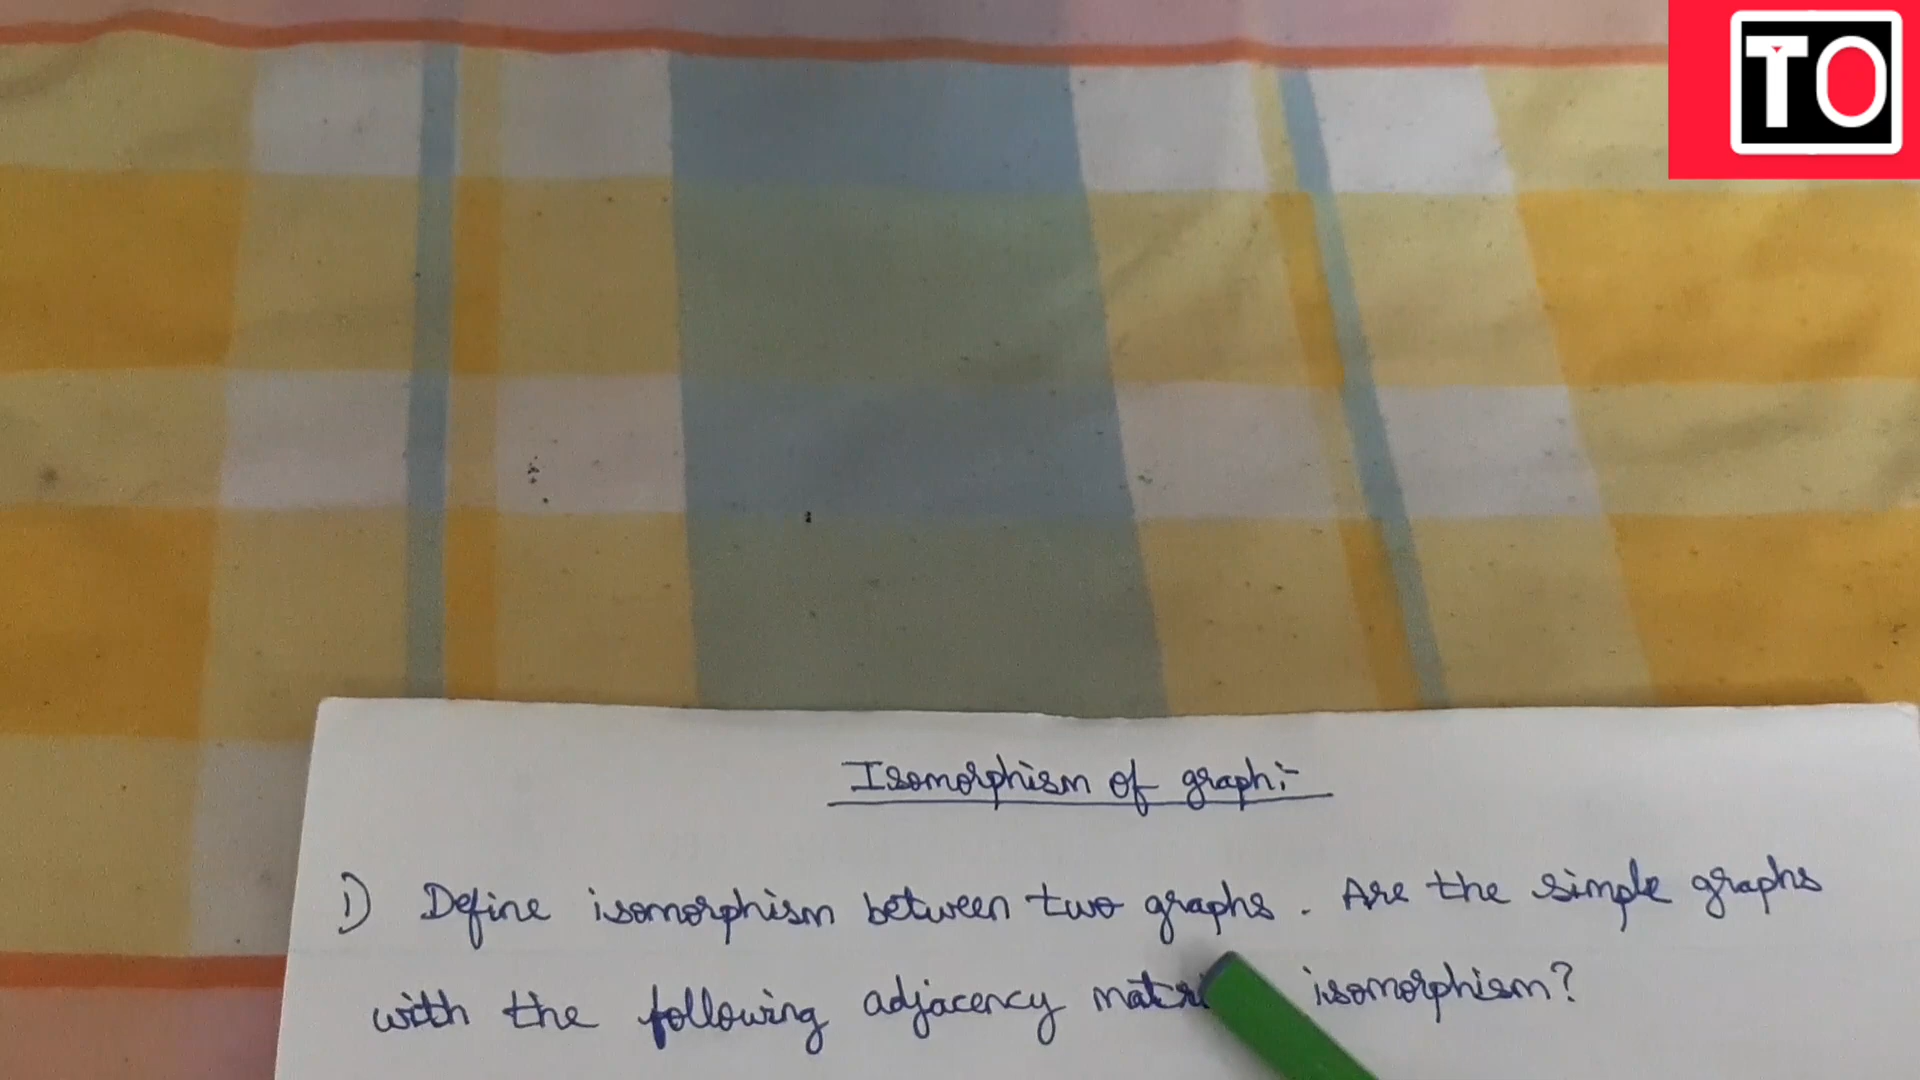 TO
Isomorphism of graph:-
1) Define isomorphism between two graphs. Are the simple graphs
with the following adjacency isomorphism?